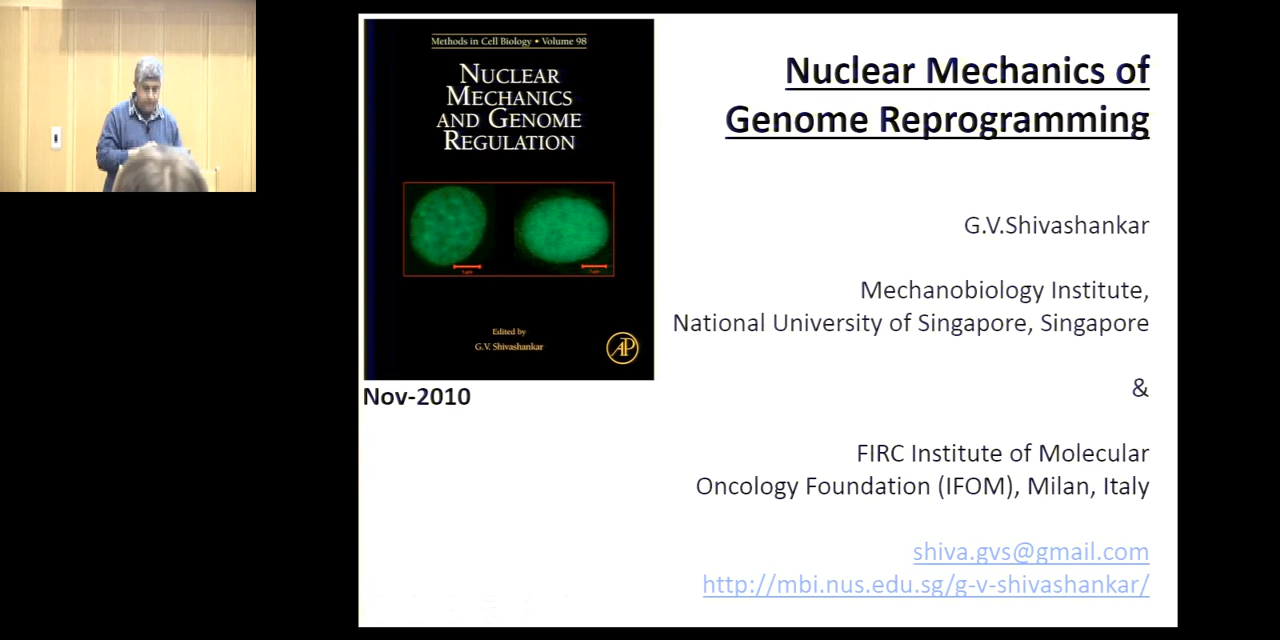 Methods in Cell Biology • Volume 98
NUCLEAR
MECHANICS
AND GENOME
REGULATION
Edited by
G.V. Shivashankar
AP
Nov-2010
Nuclear Mechanics of
Genome Reprogramming
G.V.Shivashankar
Mechanobiology Institute,
National University of Singapore, Singapore
&
FIRC Institute of Molecular
Oncology Foundation (IFOM), Milan, Italy
shiva.gvs@gmail.com
http://mbi.nus.edu.sg/g-v-shivashankar/